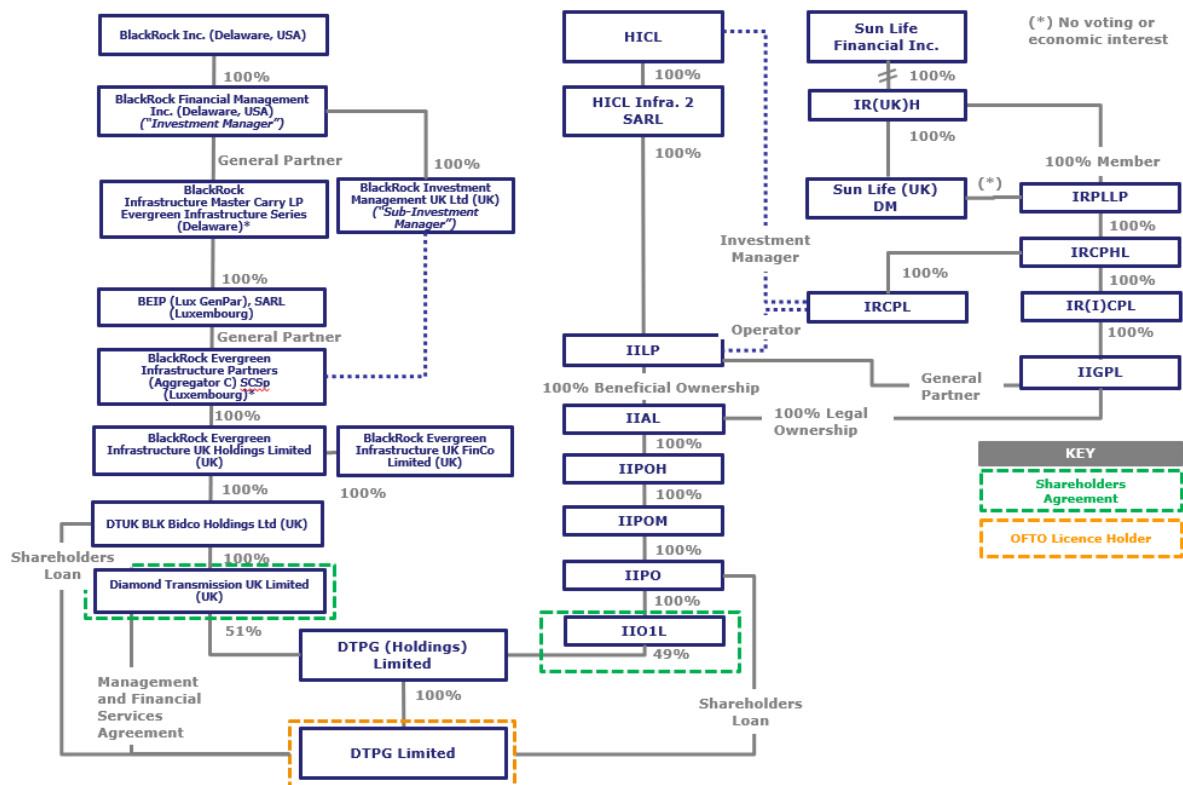 BlackRock Inc. (Delaware, USA)
100%
BlackRock Financial Management
Inc. (Delaware, USA)
("Investment Manager")
General Partner
100%
BlackRock
Infrastructure Master Carry LP
Evergreen Infrastructure Series
(Delaware)*
BlackRock Investment
Management UK Ltd (UK)
("Sub-Investment
Manager")
100%
BEIP (Lux GenPar), SARL
(Luxembourg)
General Partner
BlackRock Evergreen
Infrastructure Partners
(Aggregator C) SCSp
(Luxembourg)*
100%
BlackRock Evergreen
Infrastructure UK Holdings Limited
(UK)
BlackRock Evergreen
Infrastructure UK FinCo
Limited (UK)
100%
100%
DTUK BLK Bidco Holdings Ltd (UK)
Shareholders
Loan
100%
Diamond Transmission UK Limited
(UK)
51%
Management
and Financial
Services
Agreement
HICL
100%
HICL Infra. 2
SARL
100%
IILP
100% Beneficial Ownership
IIAL
100%
IIPOH
100%
IIPOM
100%
IIPO
100%
IIO1L
49%
DTPG (Holdings)
Limited
100%
DTPG Limited
Shareholders
Loan
Sun Life
Financial Inc.
100%
IR(UK)H
100%
100% Member
Sun Life (UK)
DM
(*)
IRPLLP
100%
IRCPHL
100%
100%
Investment
Manager
IRCPL
Operator
IR(I)CPL
100%
IIGPL
General
Partner
100% Legal
Ownership
(*) No voting or
economic interest
KEY
Shareholders
Agreement
OFTO Licence Holder